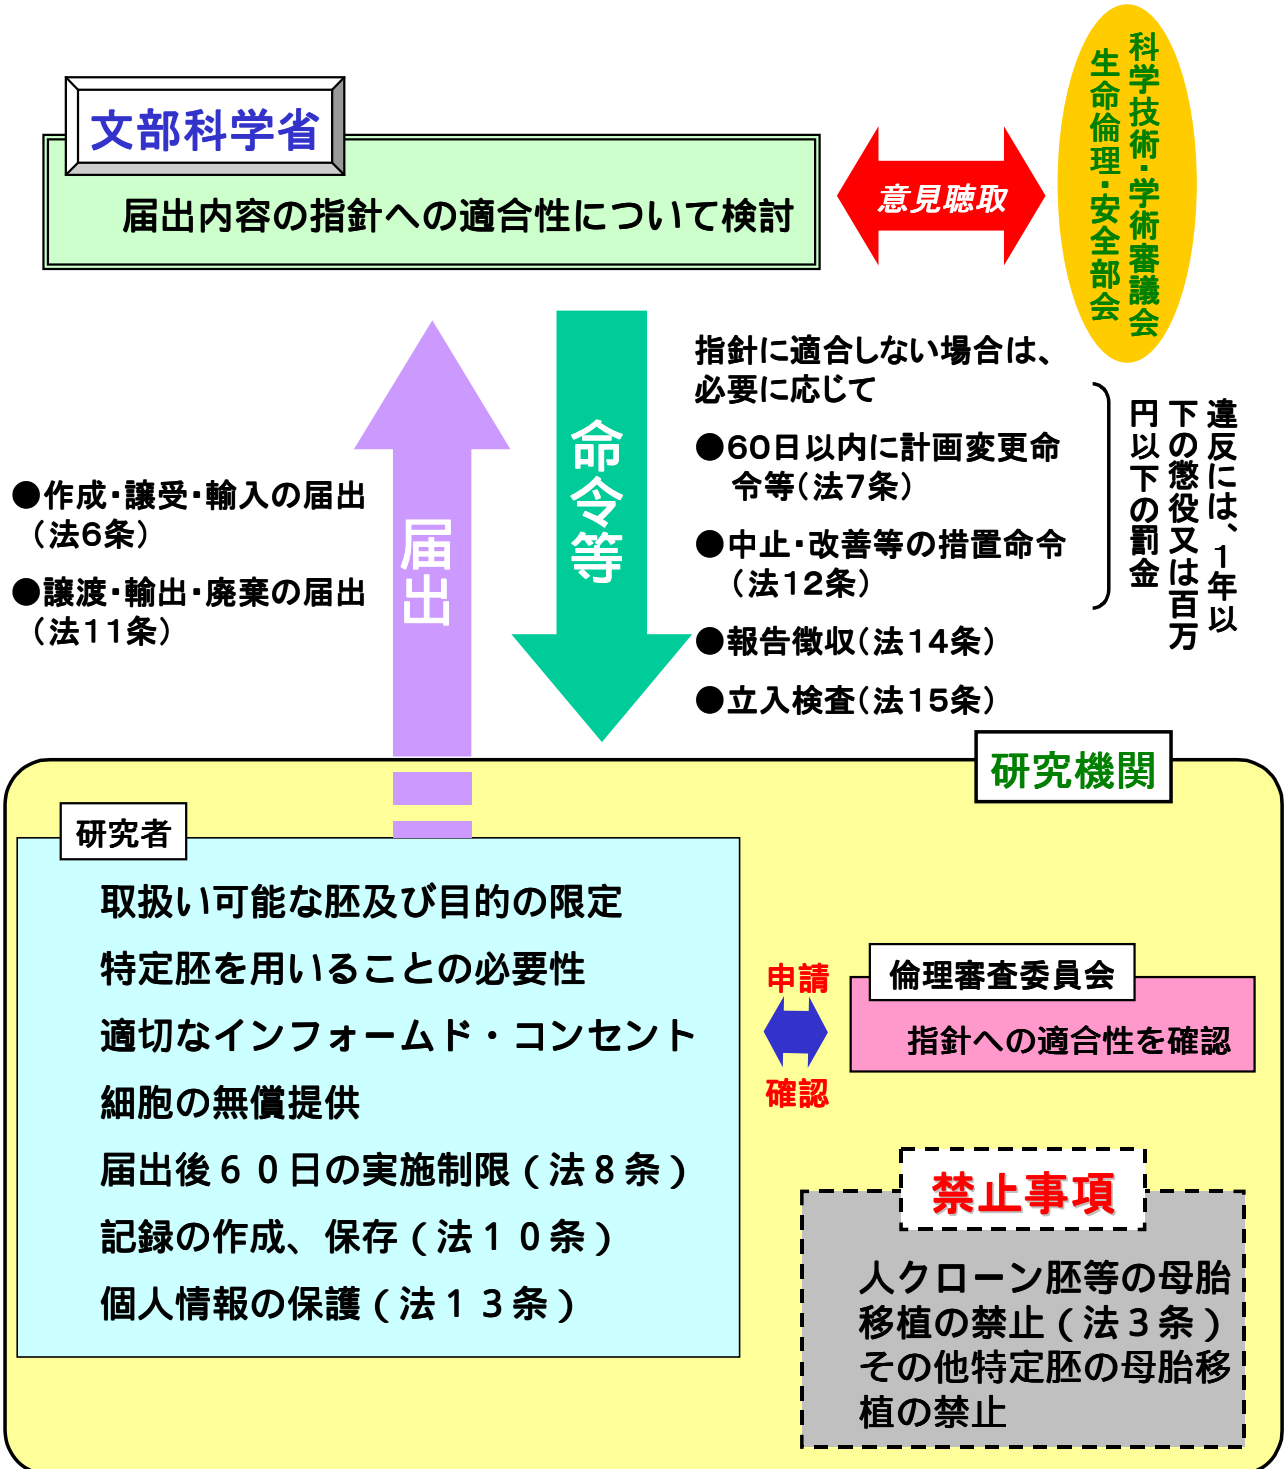 文部科学省
届出内容の指針への適合性について検討
意見聴取
科学技術・学術審議会
生命倫理・安全部会
指針に適合しない場合は、
必要に応じて
●60日以内に計画変更命
令等(法7条)
●中止・改善等の措置命令
(法12条)
●報告徴収(法14条)
●立入検査(法15条)
違反には、1年以
下の懲役又は百万
円以下の罰金
命令等
届出
●作成・譲受・輸入の届出
(法6条)
●譲渡・輸出・廃棄の届出
(法11条)
研究機関
研究者
取扱い可能な胚及び目的の限定
特定胚を用いることの必要性
適切なインフォームド・コンセント
細胞の無償提供
届出後60日の実施制限(法8条)
記録の作成、保存(法10条)
個人情報の保護(法13条)
申請
確認
倫理審査委員会
指針への適合性を確認
禁止事項
人クローン胚等の母胎
移植の禁止(法3条)
その他特定胚の母胎移
植の禁止